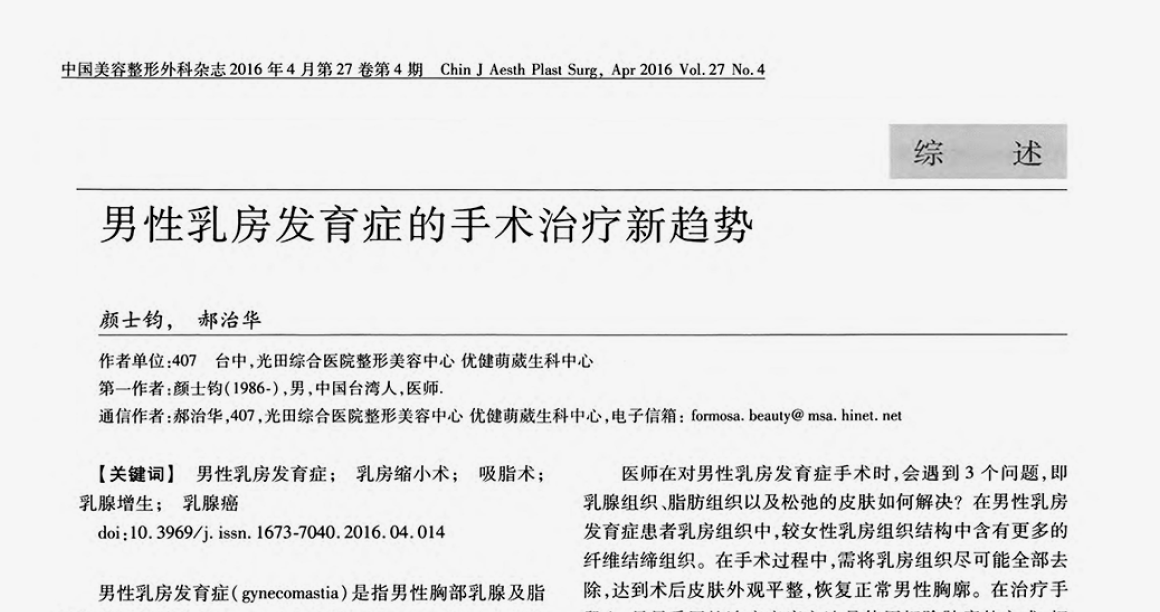 中国美容整形外科杂志2016年4月第27卷第4期 Chin J Aesth Plast Surg, Apr 2016 Vol. 27 No. 4
综 述
男性乳房发育症的手术治疗新趋势
颜士钧, 郝治华
作者单位:407 台中,光田综合医院整形美容中心 优健萌葳生科中心
第一作者:颜士钧(1986-),男,中国台湾人,医师.
通信作者:郝治华,407,光田综合医院整形美容中心 优健萌葳生科中心,电子信箱: formosa. beauty@ msa. hinet. net
【关键词】 男性乳房发育症; 乳房缩小术; 吸脂术;
乳腺增生; 乳腺癌
doi:10. 3969/j. issn. 1673-7040. 2016. 04. 014
男性乳房发育症(gynecomastia)是指男性胸部乳腺及脂
医师在对男性乳房发育症手术时,会遇到3个问题,即
乳腺组织、脂肪组织以及松弛的皮肤如何解决? 在男性乳房
发育症患者乳房组织中,较女性乳房组织结构中含有更多的
纤维结缔组织。在手术过程中,需将乳房组织尽可能全部去
除,达到术后皮肤外观平整,恢复正常男性胸廓。在治疗手